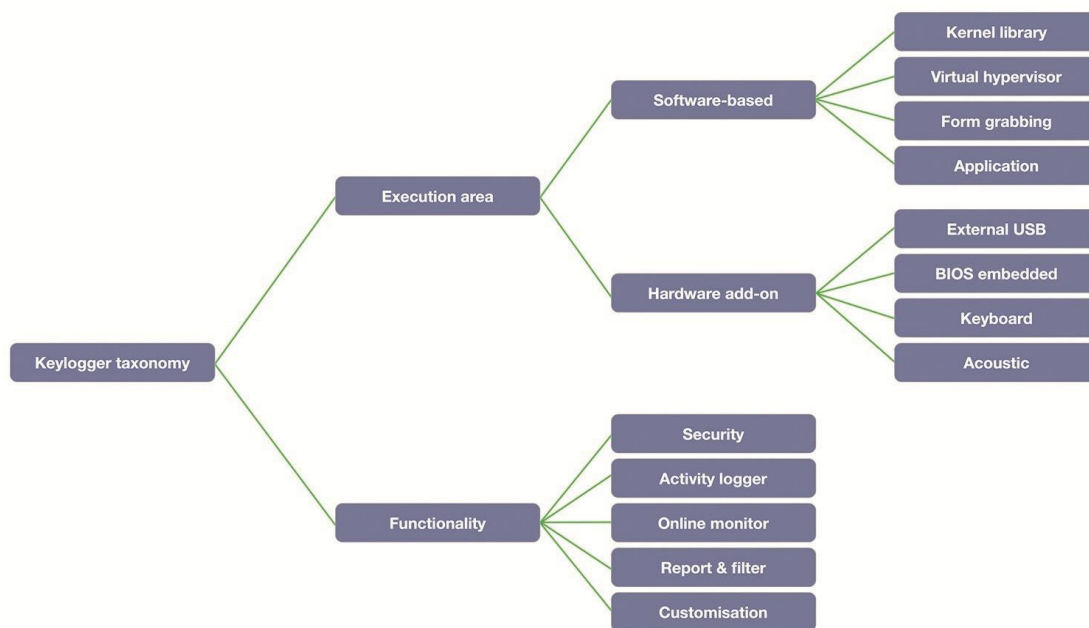 Kernel library
Virtual hypervisor
Software-based
Form grabbing
Application
Execution area
External USB
BIOS embedded
Hardware add-on
Keyboard
Keylogger taxonomy
Acoustic
Security
Activity logger
Functionality
Online monitor
Report & filter
Customisation